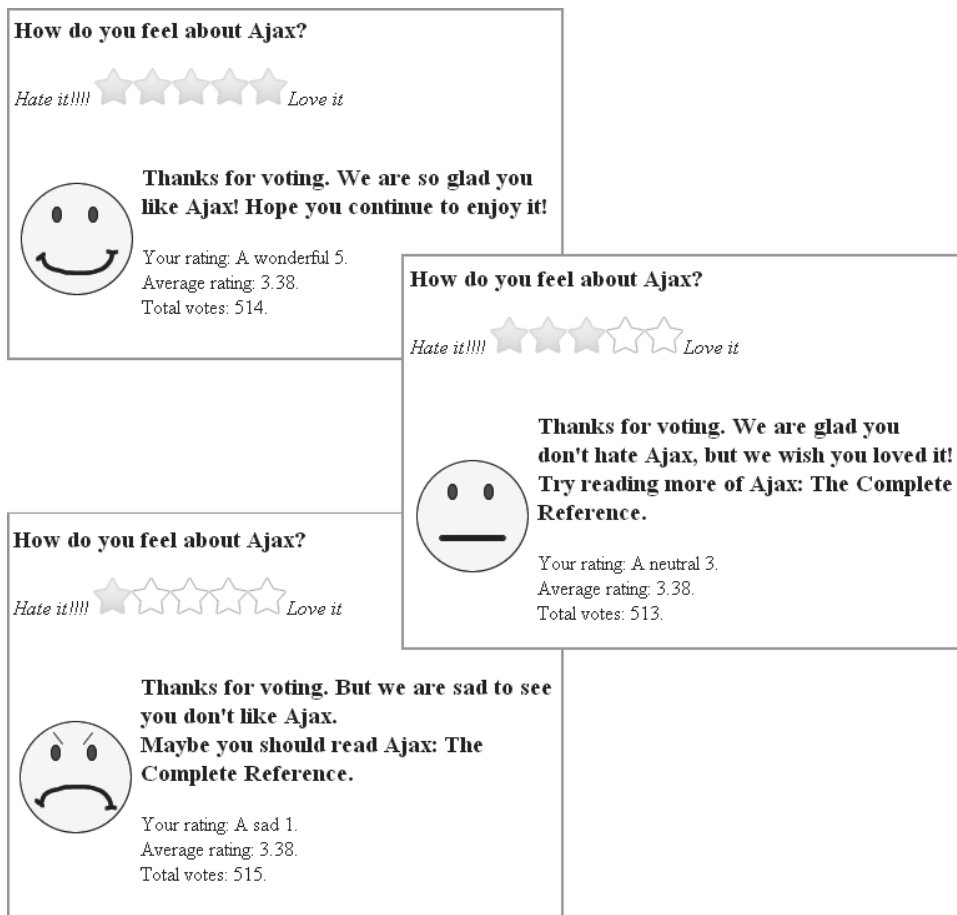 How do you feel about Ajax?
Hate it!!!! Love it
Thanks for voting. We are so glad you
like Ajax! Hope you continue to enjoy it!
Your rating: A wonderful 5.
Average rating: 3.38.
Total votes: 514.
How do you feel about Ajax?
Hate it!!!! Love it
Thanks for voting. We are glad you
don't hate Ajax, but we wish you loved it!
Try reading more of Ajax: The Complete
Reference.
Your rating: A neutral 3.
Average rating: 3.38.
Total votes: 513.
How do you feel about Ajax?
Hate it!!!! Love it
Thanks for voting. But we are sad to see
you don't like Ajax.
Maybe you should read Ajax: The
Complete Reference.
Your rating: A sad 1.
Average rating: 3.38.
Total votes: 515.